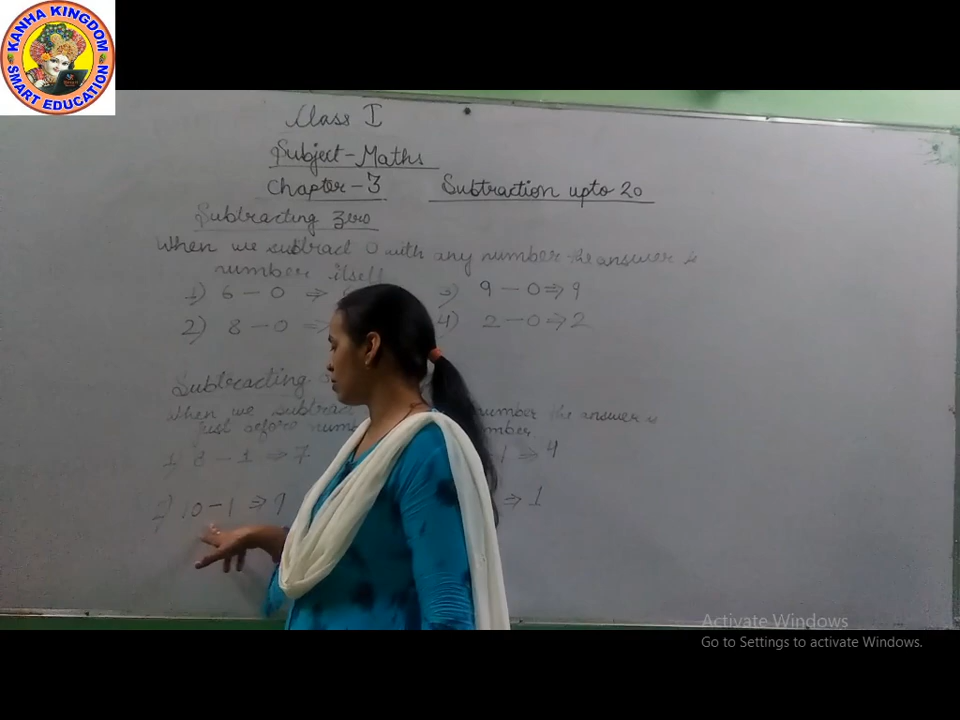 KANHA KINGDOM
SMART EDUCATION
Class I
Subject-Maths
Chapter-3 Subtraction upto 20
Subtracting Zero
When we subtract 0 with any number the answer is
number itself
1) 6 - 0 ⇒ 3) 9 - 0 ⇒ 9
2) 8 - 0 ⇒ 4) 2 - 0 ⇒ 2
Subtracting
When we subtract number the answer is
just before
1) 8 - 1 ⇒ 7 - 1 ⇒ 4
2) 10 - 1 ⇒ 9 ⇒ 1
Activate Windows
Go to Settings to activate Windows.